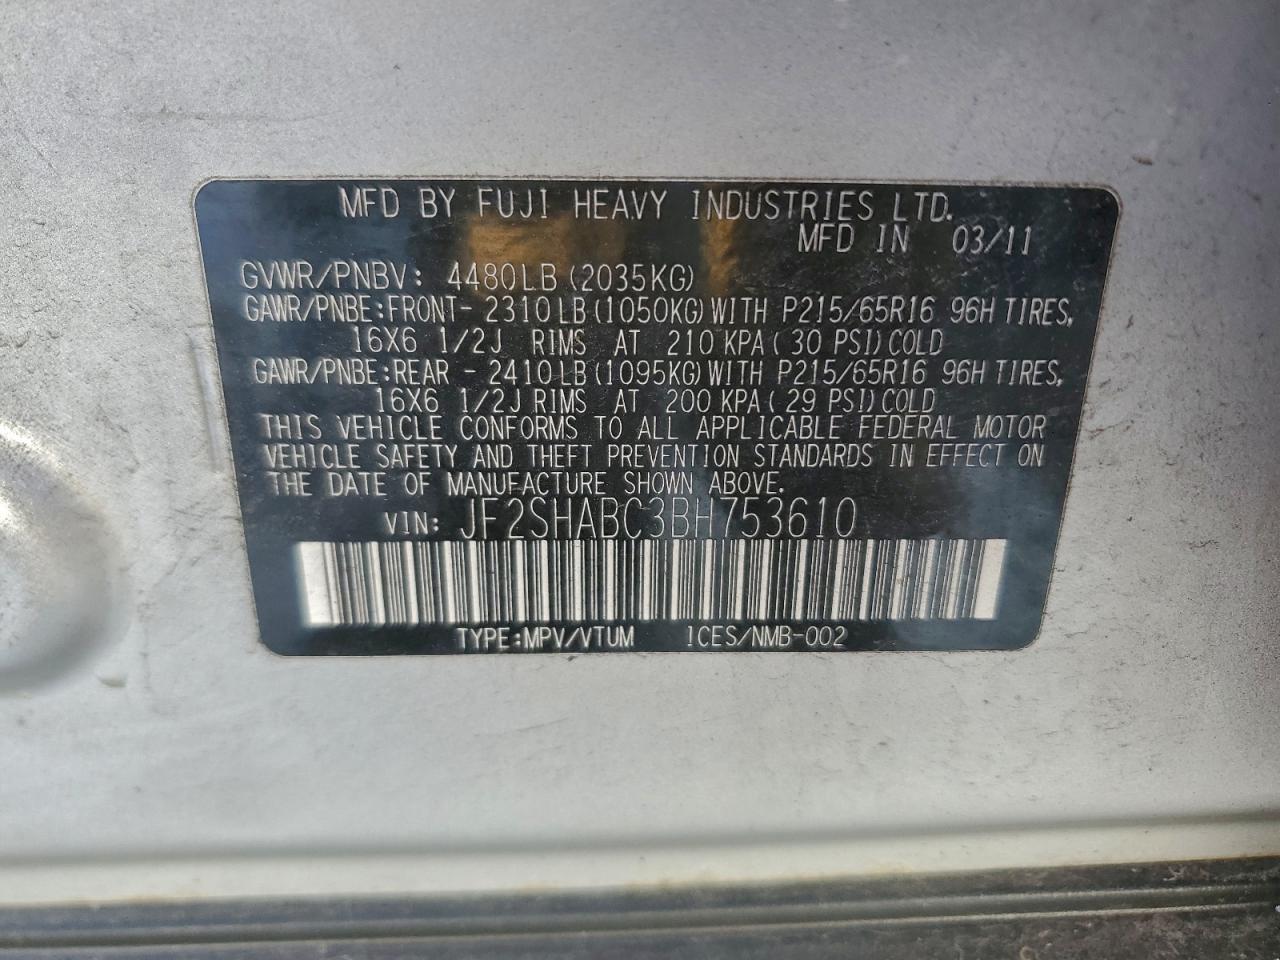 MFD BY FUJI HEAVY INDUSTRIES LTD.
MFD IN 03/11
GVWR/PNBV: 4480LB(2035KG)
GAWR/PNBE:FRONT- 2310LB(1050KG)WITH P215/65R16 96H TIRES,
16X6 1/2J RIMS AT 210KPA(30 PSI)COLD
GAWR/PNBE:REAR - 2410LB(1095KG)WITH P215/65R16 96H TIRES,
16X6 1/2J RIMS AT 200KPA(29 PSI)COLD
THIS VEHICLE CONFORMS TO ALL APPLICABLE FEDERAL MOTOR
VEHICLE SAFETY AND THEFT PREVENTION STANDARDS IN EFFECT ON
THE DATE OF MANUFACTURE SHOWN ABOVE.
VIN: JF2SHABC3BH753610
TYPE:MPV/VTUM ICES/NMB-002